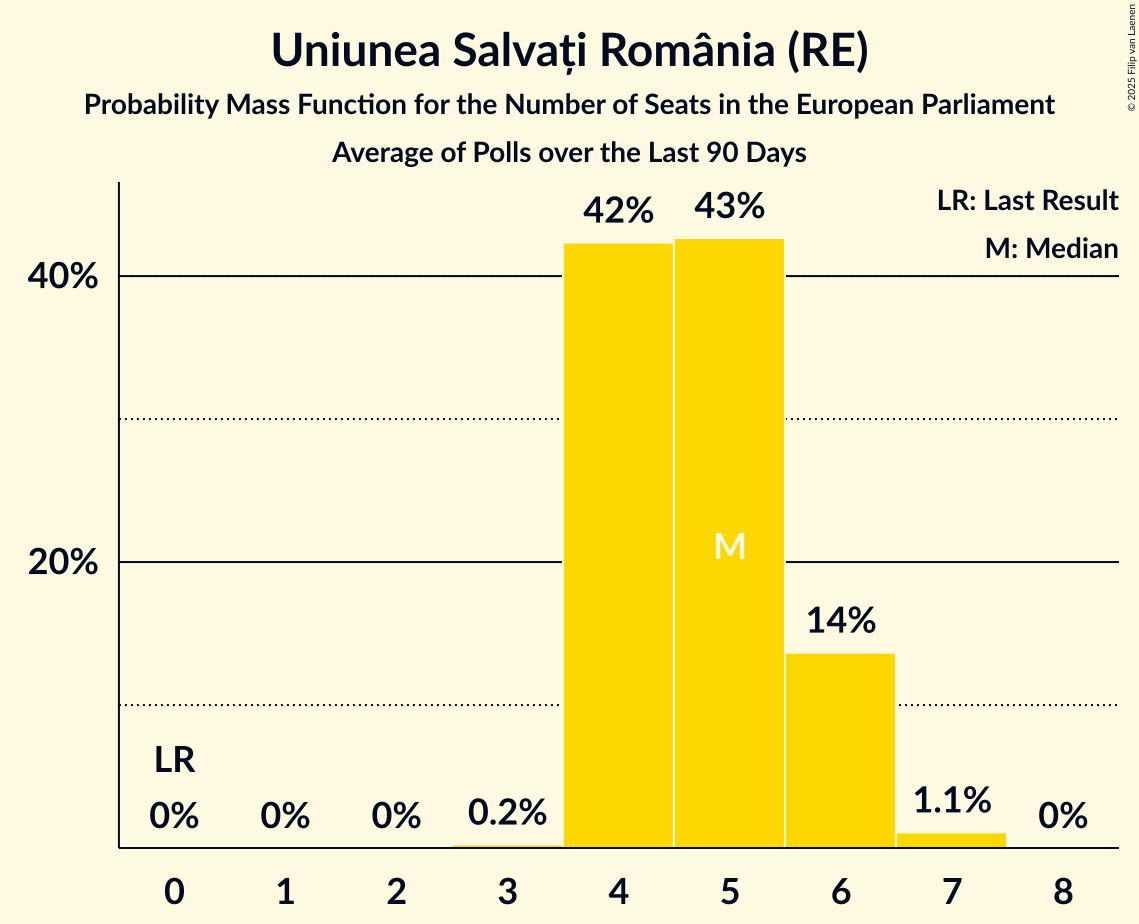 Uniunea Salvați România (RE)
Probability Mass Function for the Number of Seats in the European Parliament
Average of Polls over the Last 90 Days
© 2025 Filip van Laenen
LR: Last Result
M: Median
42%
43%
40%
M
20%
14%
LR
0%
0%
0%
0.2%
1.1%
0%
0
1
2
3
4
5
6
7
8